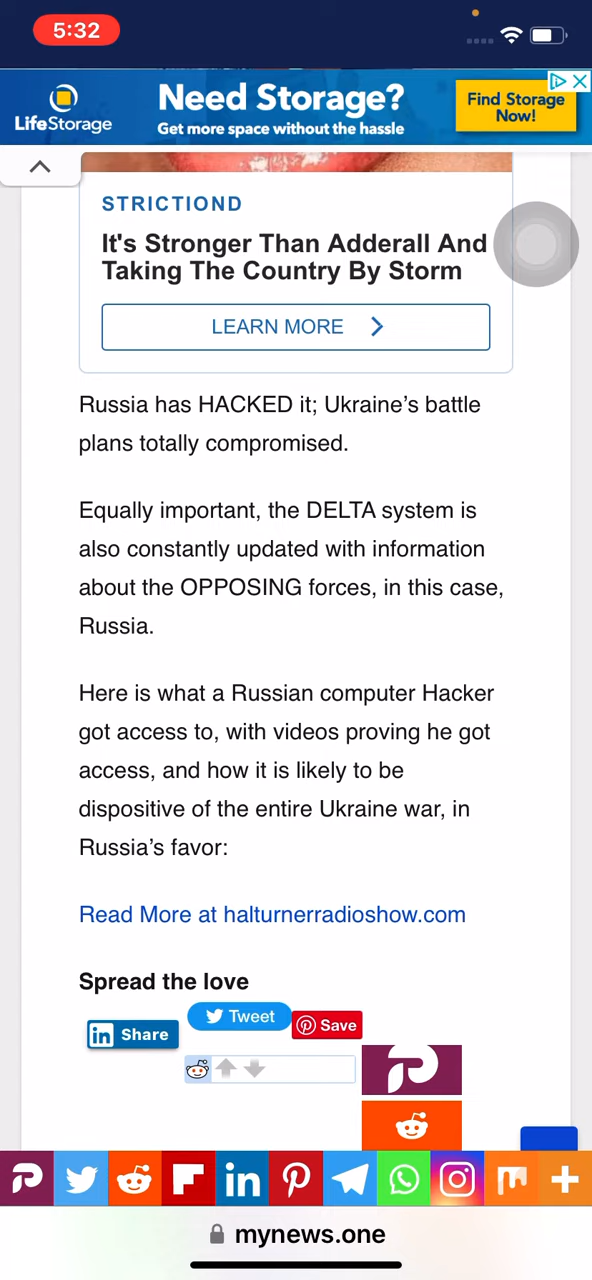 5:32
Need Storage?
LifeStorage
Get more space without the hassle
Find Storage
Now!
STRICTIOND
It's Stronger Than Adderall And
Taking The Country By Storm
LEARN MORE
Russia has HACKED it; Ukraine’s battle
plans totally compromised.
Equally important, the DELTA system is
also constantly updated with information
about the OPPOSING forces, in this case,
Russia.
Here is what a Russian computer Hacker
got access to, with videos proving he got
access, and how it is likely to be
dispositive of the entire Ukraine war, in
Russia’s favor:
Read More at halturnerradioshow.com
Spread the love
in Share
Tweet
Save
in
mynews.one